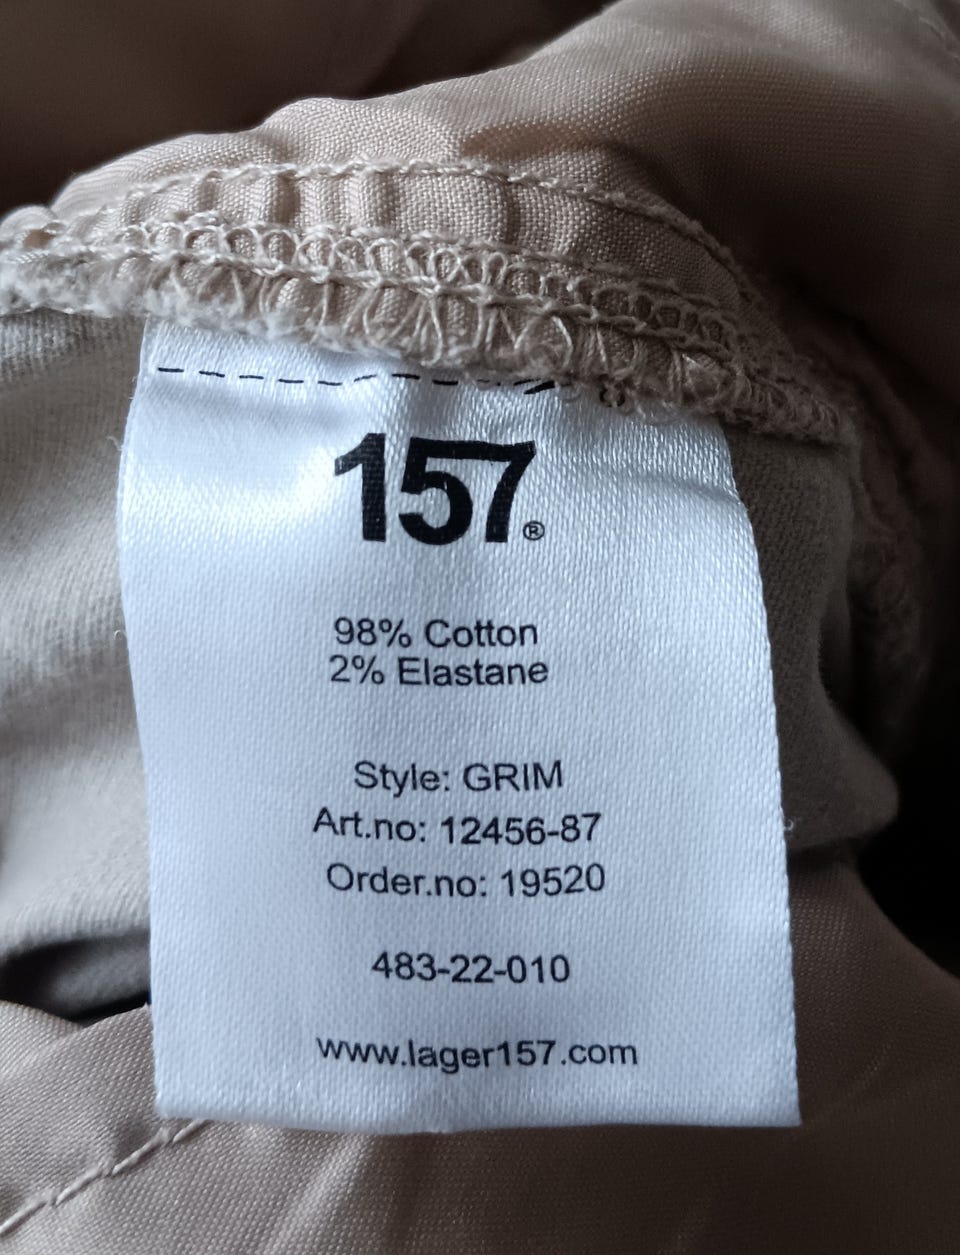 157®
98% Cotton
2% Elastane
Style: GRIM
Art.no: 12456-87
Order.no: 19520
483-22-010
www.lager157.com